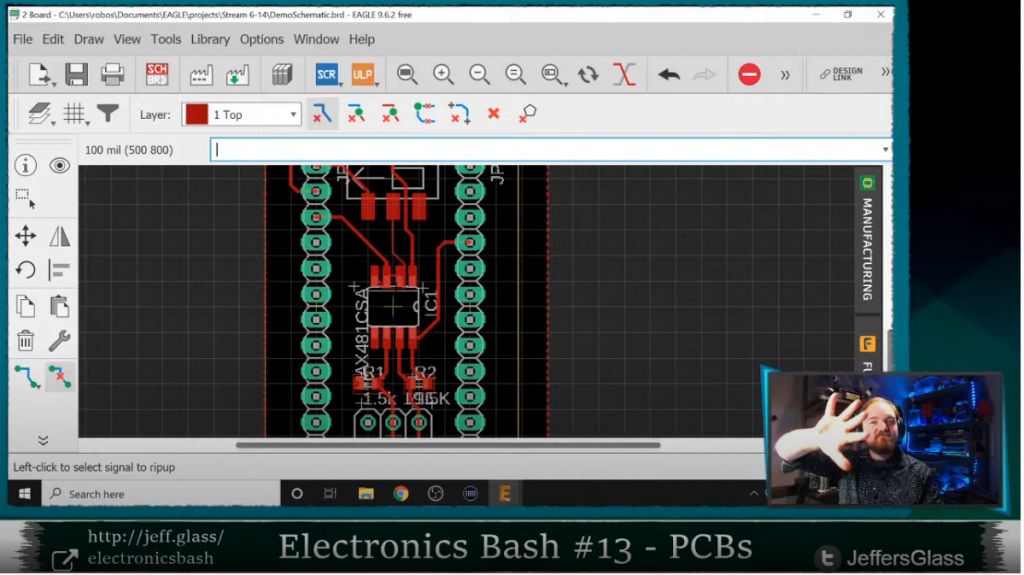 2 Board - C:\Users\robos\Documents\EAGLE\projects\Stream 6-14\DemoSchematic.brd - EAGLE 9.6.2 free
File Edit Draw View Tools Library Options Window Help
SCH
BRD
SCR
ULP
DESIGN
LINK
Layer:
1 Top
100 mil (500 800)
MANUFACTURING
JP
JP
IC1
AX481CSA
R2
1.5k
Left-click to select signal to ripup
Search here
http://jeff.glass/
electronicsbash
Electronics Bash #13 - PCBs
JeffersGlass